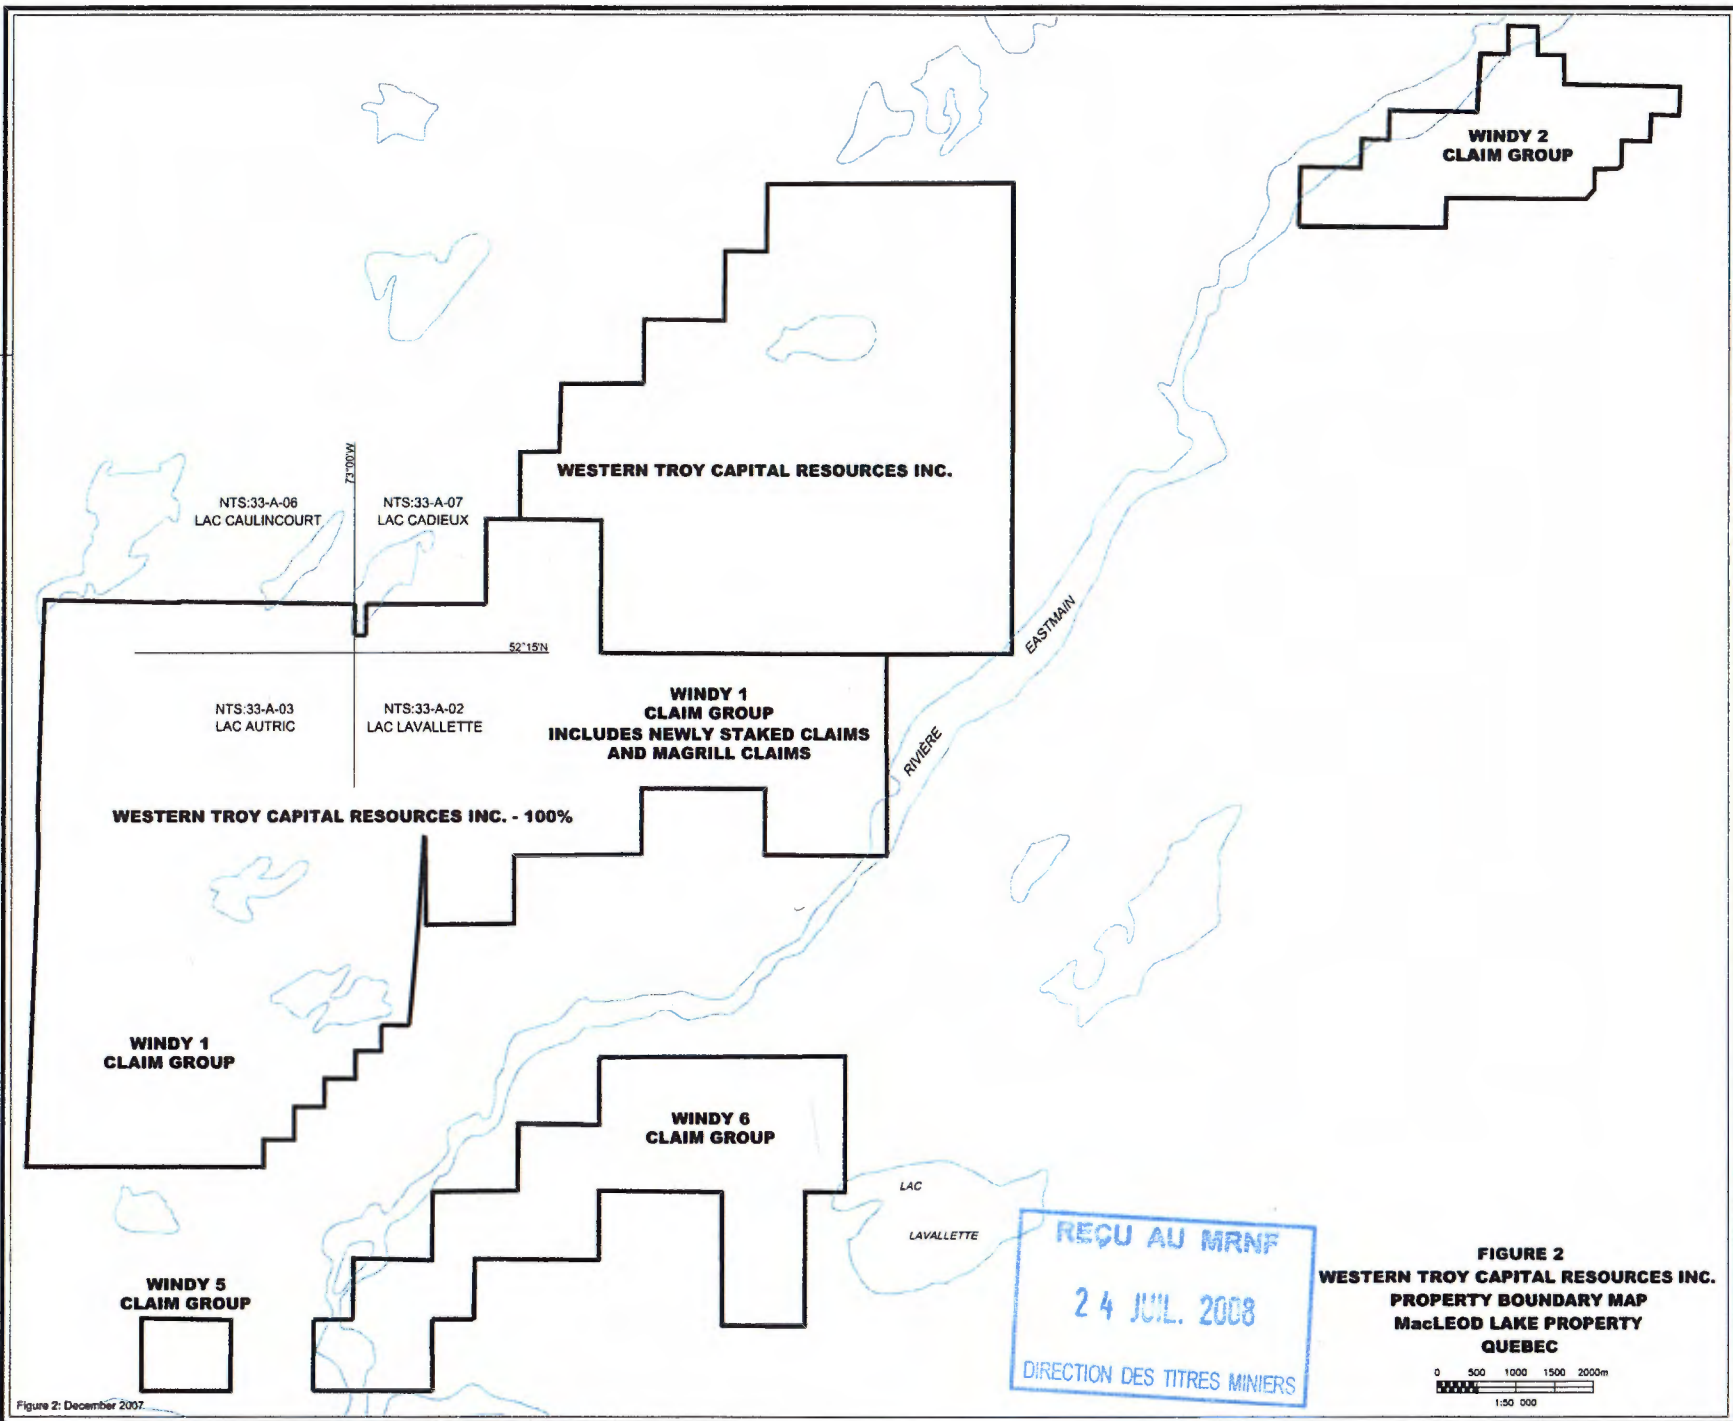 WINDY 2
CLAIM GROUP
WESTERN TROY CAPITAL RESOURCES INC.
73°00'W
NTS:33-A-06
LAC CAULINCOURT
NTS:33-A-07
LAC CADIEUX
52°15'N
NTS:33-A-03
LAC AUTRIC
NTS:33-A-02
LAC LAVALLETTE
WINDY 1
CLAIM GROUP
INCLUDES NEWLY STAKED CLAIMS
AND MAGRILL CLAIMS
RIVIÈRE
EASTMAIN
WESTERN TROY CAPITAL RESOURCES INC. - 100%
WINDY 1
CLAIM GROUP
WINDY 6
CLAIM GROUP
LAC
LAVALLETTE
WINDY 5
CLAIM GROUP
REÇU AU MRNF
24 JUIL. 2008
DIRECTION DES TITRES MINIERS
FIGURE 2
WESTERN TROY CAPITAL RESOURCES INC.
PROPERTY BOUNDARY MAP
MacLEOD LAKE PROPERTY
QUEBEC
0 500 1000 1500 2000m
1:50 000
Figure 2: December 2007.